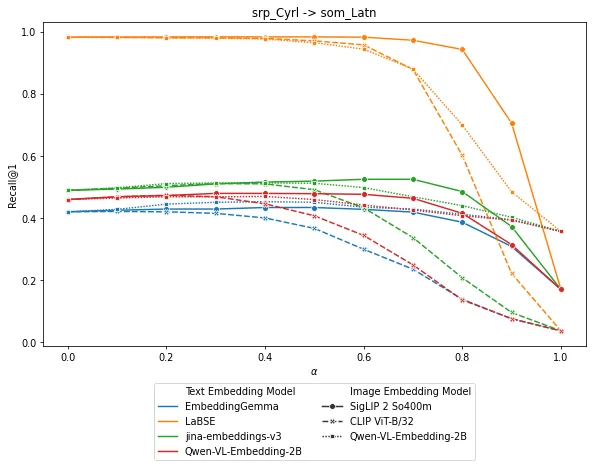 srp_Cyrl -> som_Latn
Recall@1
1.0
0.8
0.6
0.4
0.2
0.0
0.0 0.2 0.4 0.6 0.8 1.0
α
Text Embedding Model
EmbeddingGemma
LaBSE
jina-embeddings-v3
Qwen-VL-Embedding-2B
Image Embedding Model
SigLIP 2 So400m
CLIP ViT-B/32
Qwen-VL-Embedding-2B